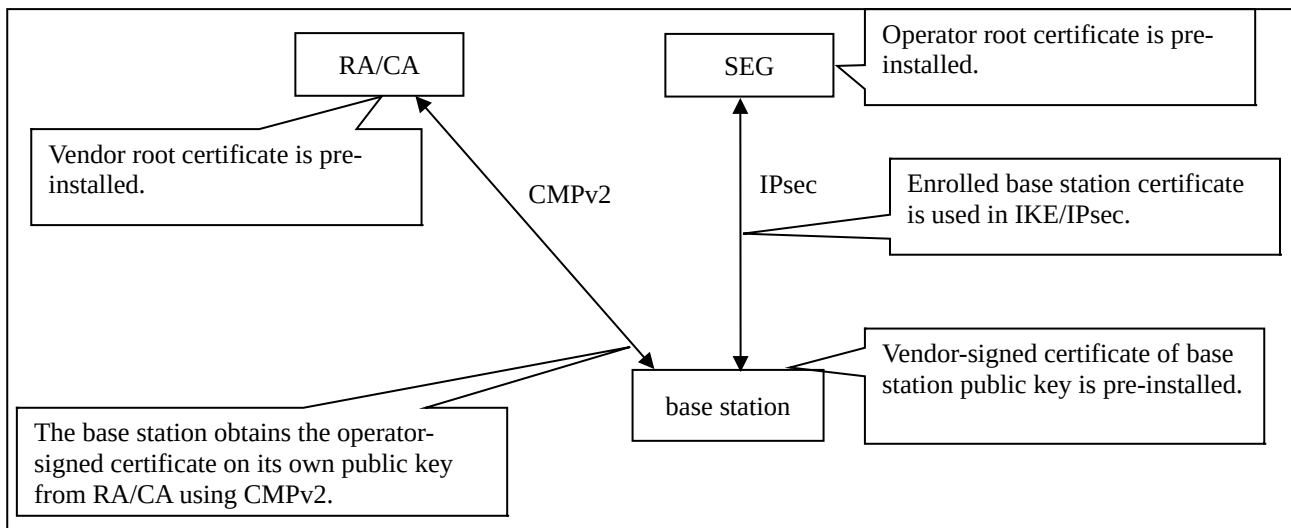 RA/CA
SEG
Operator root certificate is pre-
installed.
Vendor root certificate is pre-
installed.
CMPv2
IPsec
Enrolled base station certificate
is used in IKE/IPsec.
Vendor-signed certificate of base
station public key is pre-installed.
base station
The base station obtains the operator-
signed certificate on its own public key
from RA/CA using CMPv2.